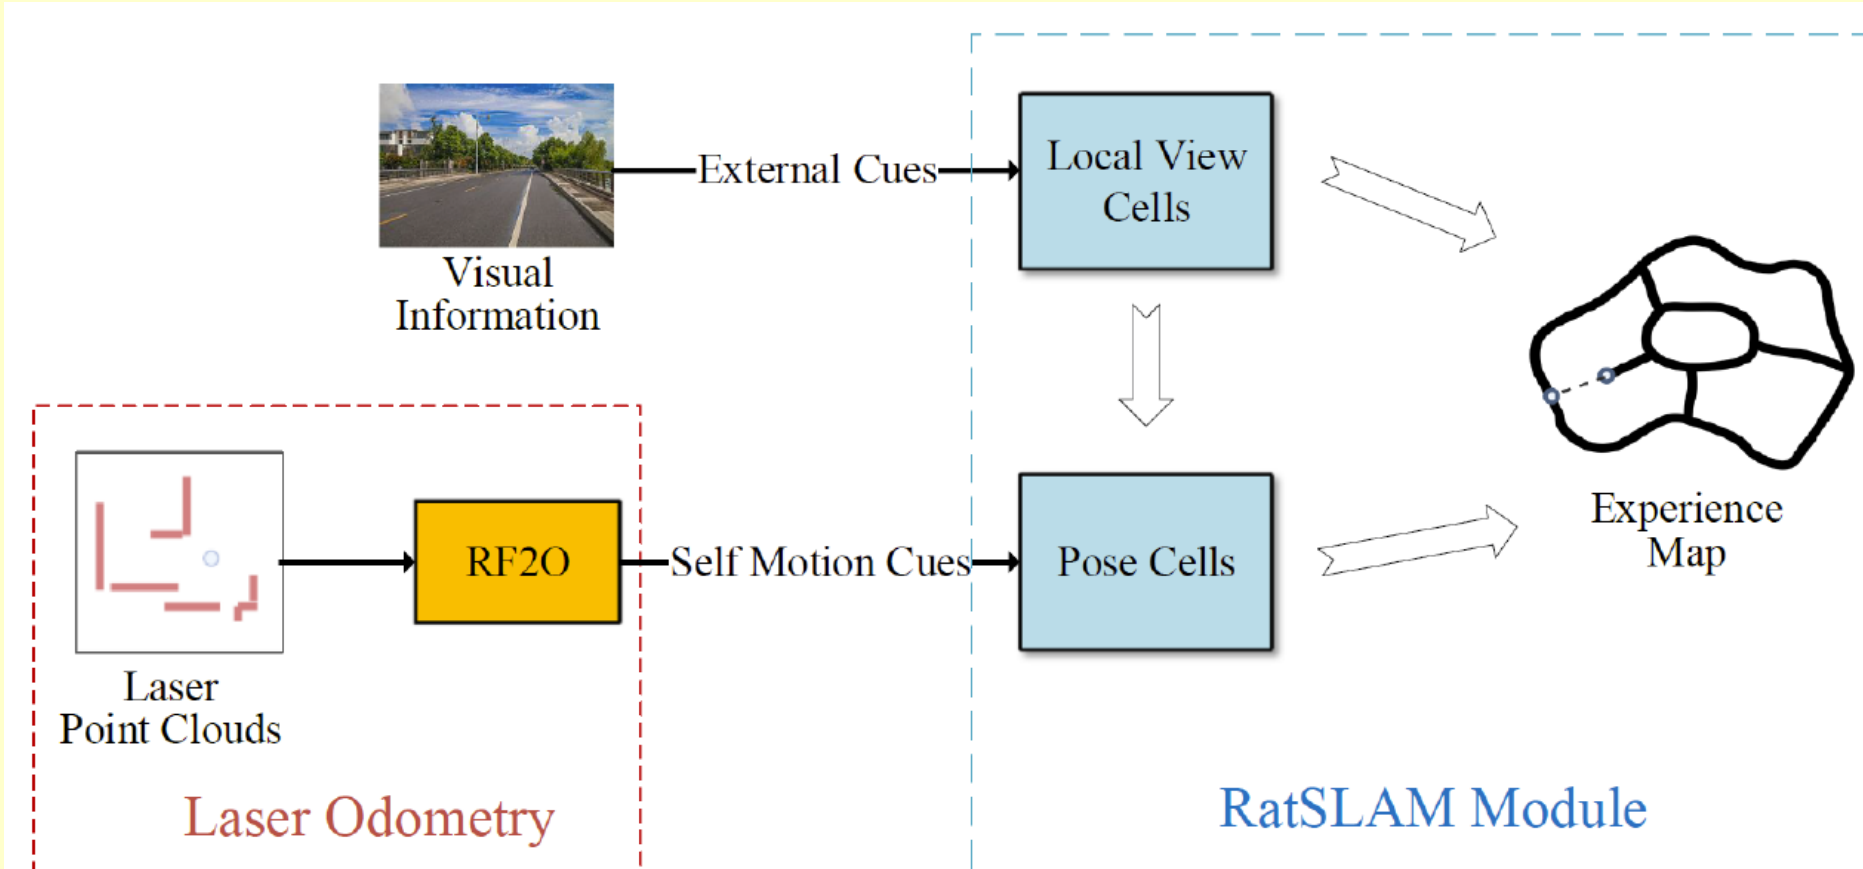 External Cues
Local View
Cells
Visual
Information
Experience
Map
RF2O
Self Motion Cues
Pose Cells
Laser
Point Clouds
Laser Odometry
RatSLAM Module